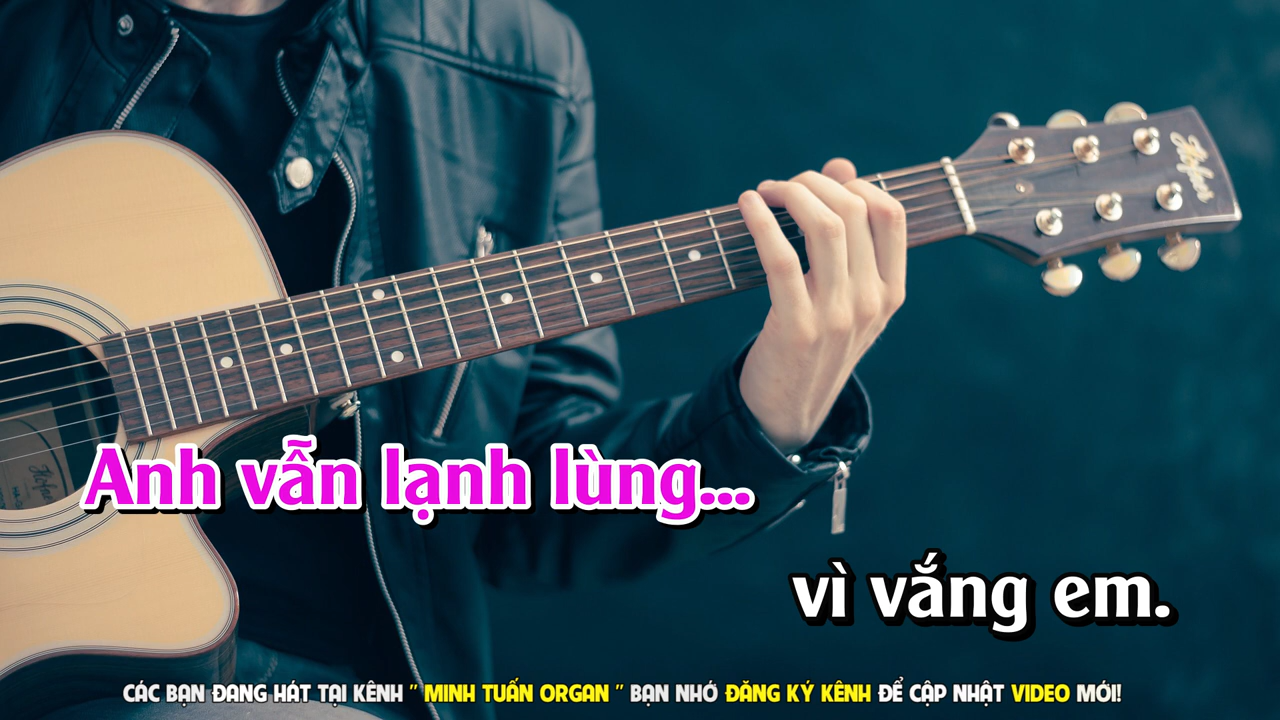 Hofner
Anh vẫn lạnh lùng...
vì vắng em.
CÁC BẠN ĐANG HÁT TẠI KÊNH " MINH TUẤN ORGAN " BẠN NHỚ ĐĂNG KÝ KÊNH ĐỂ CẬP NHẬT VIDEO MỚI!